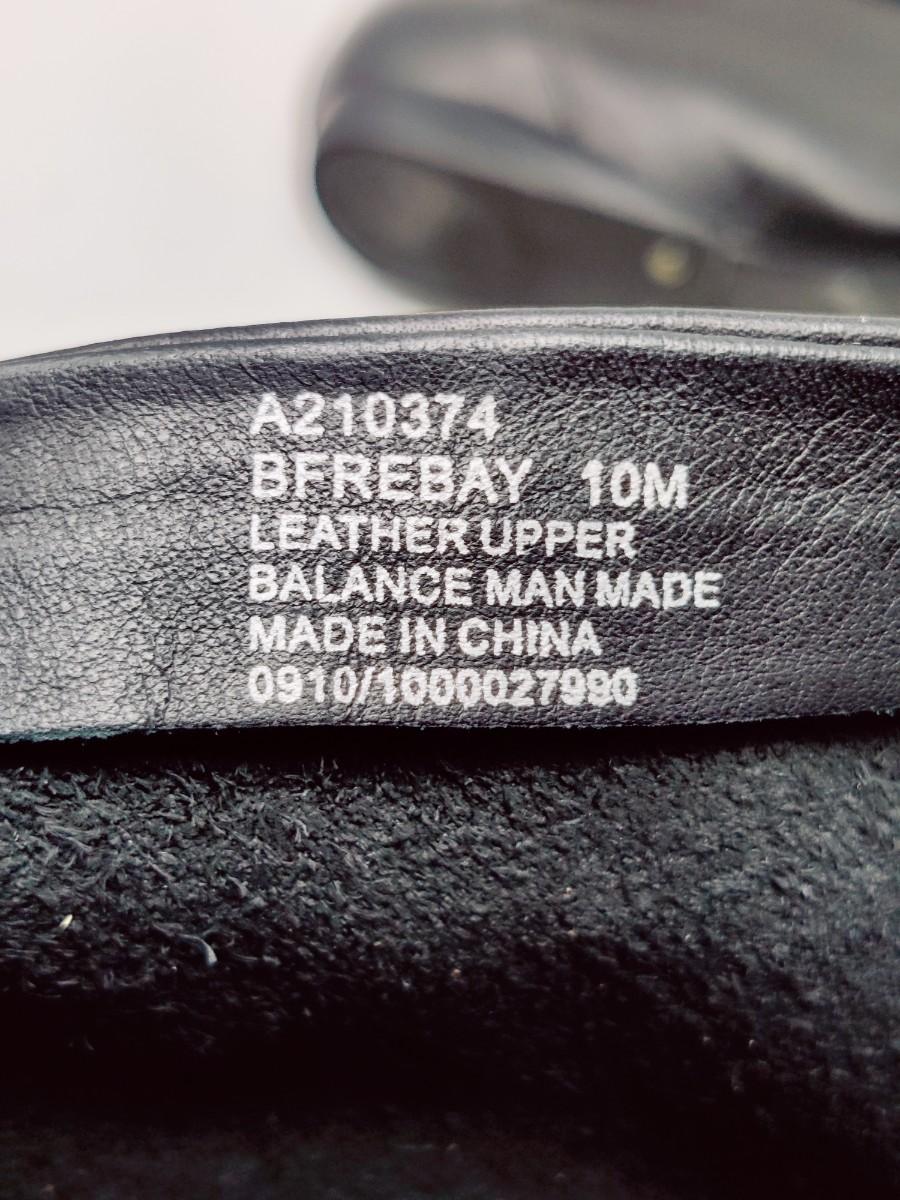 A210374
BFREBAY 10M
LEATHER UPPER
BALANCE MAN MADE
MADE IN CHINA
0910/1000027980